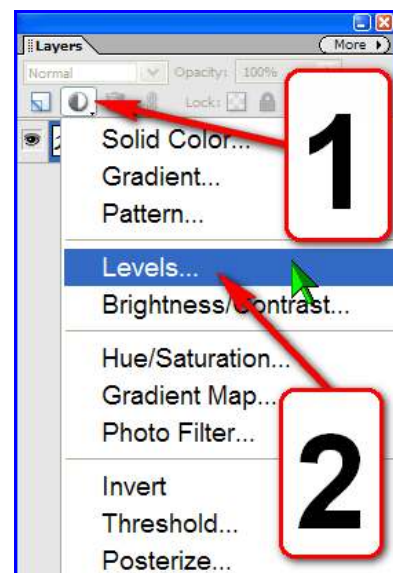 Layers
More
Normal
Opacity: 100%
Lock:
1
Solid Color...
Gradient...
Pattern...
Levels...
Brightness/Contrast...
Hue/Saturation...
Gradient Map...
Photo Filter...
2
Invert
Threshold...
Posterize...